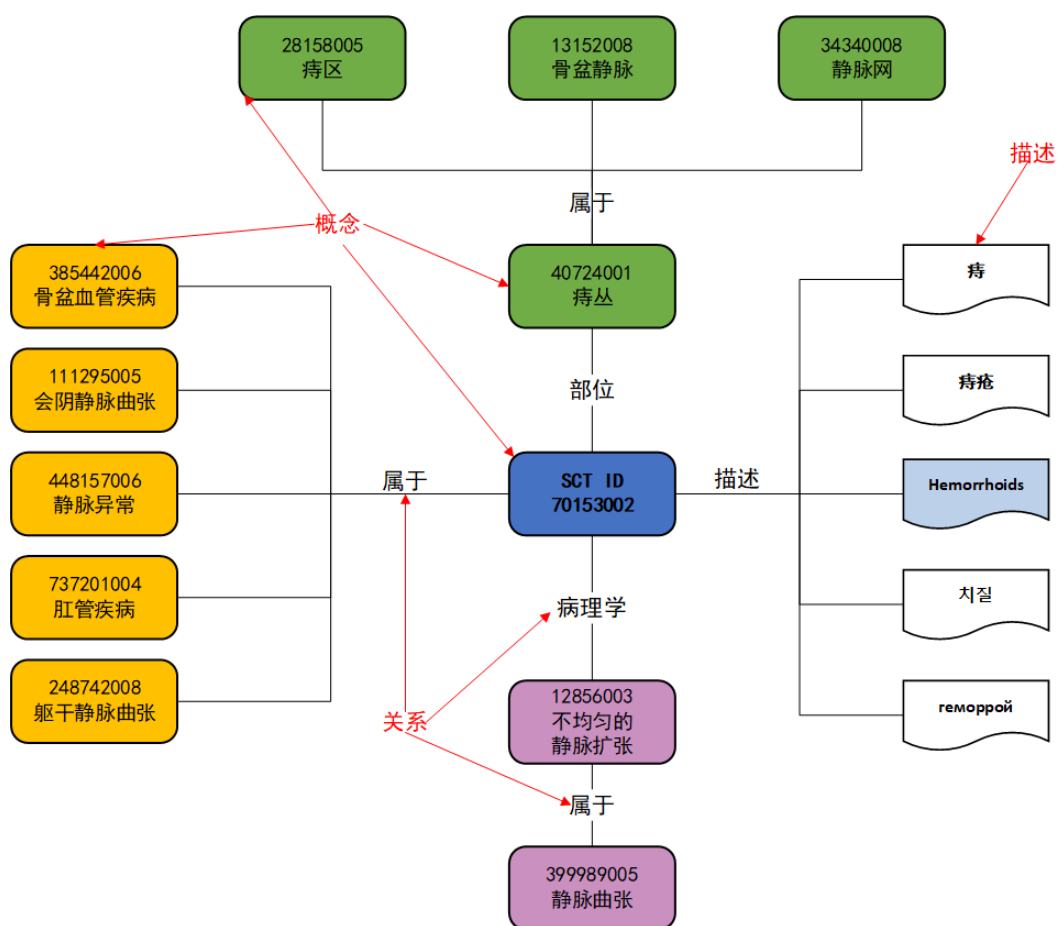 28158005
痔区
13152008
骨盆静脉
34340008
静脉网
描述
属于
概念
385442006
骨盆血管疾病
40724001
痔丛
痔
111295005
会阴静脉曲张
部位
痔疮
448157006
静脉异常
属于
SCT ID
70153002
描述
Hemorrhoids
737201004
肛管疾病
病理学
치질
248742008
躯干静脉曲张
关系
12856003
不均匀的
静脉扩张
геморрой
属于
399989005
静脉曲张